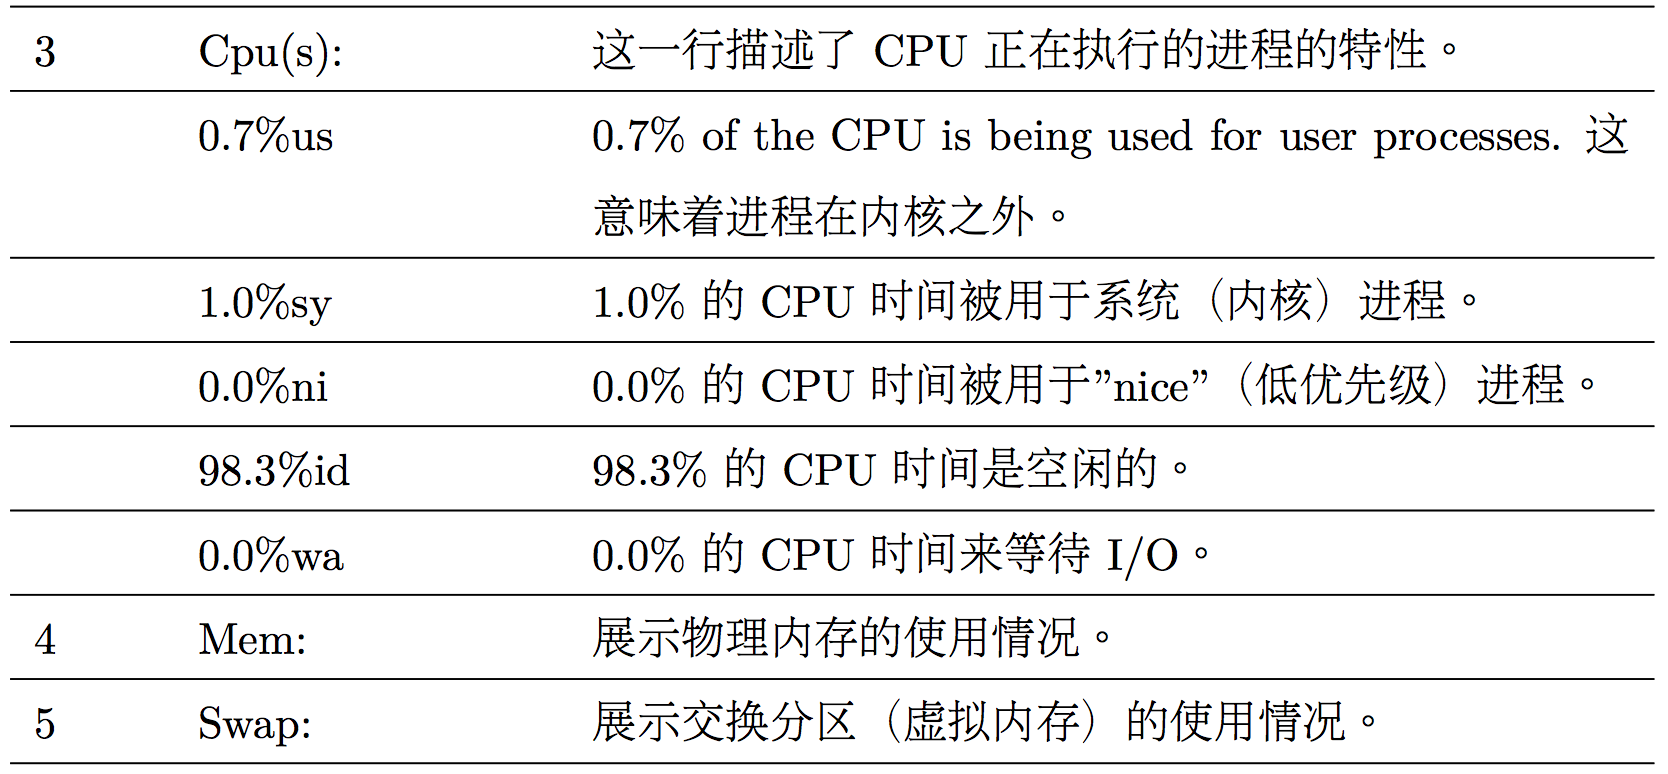 3 Cpu(s): 这一行描述了 CPU 正在执行的进程的特性。
0.7%us 0.7% of the CPU is being used for user processes. 这
意味着进程在内核之外。
1.0%sy 1.0% 的 CPU 时间被用于系统（内核）进程。
0.0%ni 0.0% 的 CPU 时间被用于”nice”（低优先级）进程。
98.3%id 98.3% 的 CPU 时间是空闲的。
0.0%wa 0.0% 的 CPU 时间来等待 I/O。
4 Mem: 展示物理内存的使用情况。
5 Swap: 展示交换分区（虚拟内存）的使用情况。